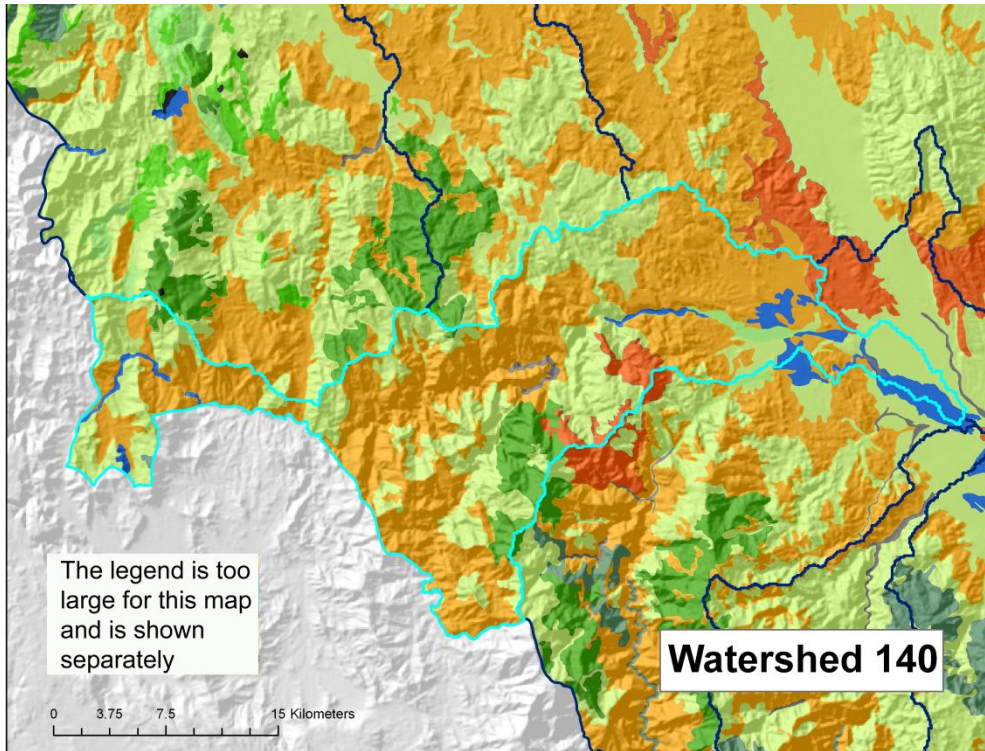 The legend is too
large for this map
and is shown
separately
Watershed 140
0 3.75 7.5 15 Kilometers